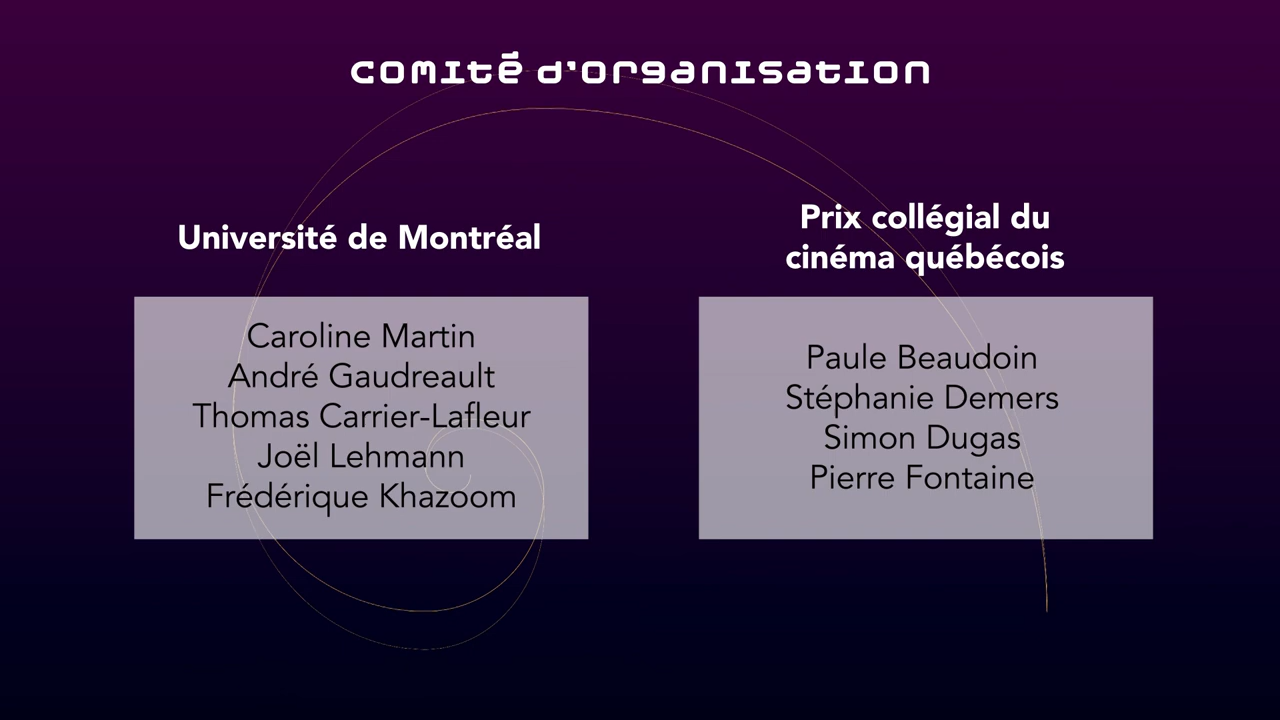 comité d'organisation
Université de Montréal
Caroline Martin
André Gaudreault
Thomas Carrier-Lafleur
Joël Lehmann
Frédérique Khazoom
Prix collégial du
cinéma québécois
Paule Beaudoin
Stéphanie Demers
Simon Dugas
Pierre Fontaine